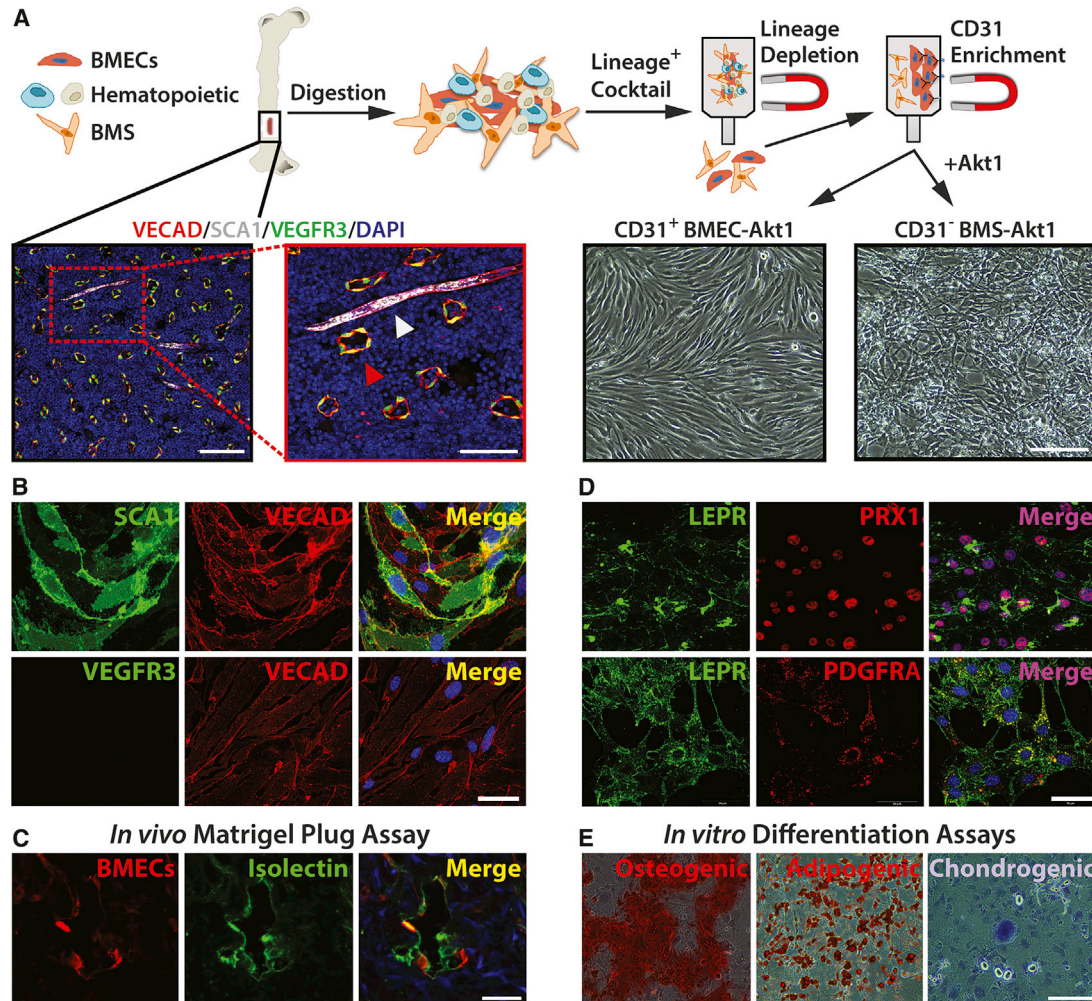 A
BMECs
Hematopoietic
BMS
Digestion
Lineage⁺
Cocktail
Lineage
Depletion
CD31
Enrichment
+Akt1
VECAD/SCA1/VEGFR3/DAPI
CD31⁺ BMEC-Akt1
CD31⁻ BMS-Akt1
B
SCA1
VECAD
Merge
VEGFR3
VECAD
Merge
D
LEPR
PRX1
Merge
LEPR
PDGFRA
Merge
C
In vivo Matrigel Plug Assay
BMECs
Isolectin
Merge
E
In vitro Differentiation Assays
Osteogenic
Adipogenic
Chondrogenic